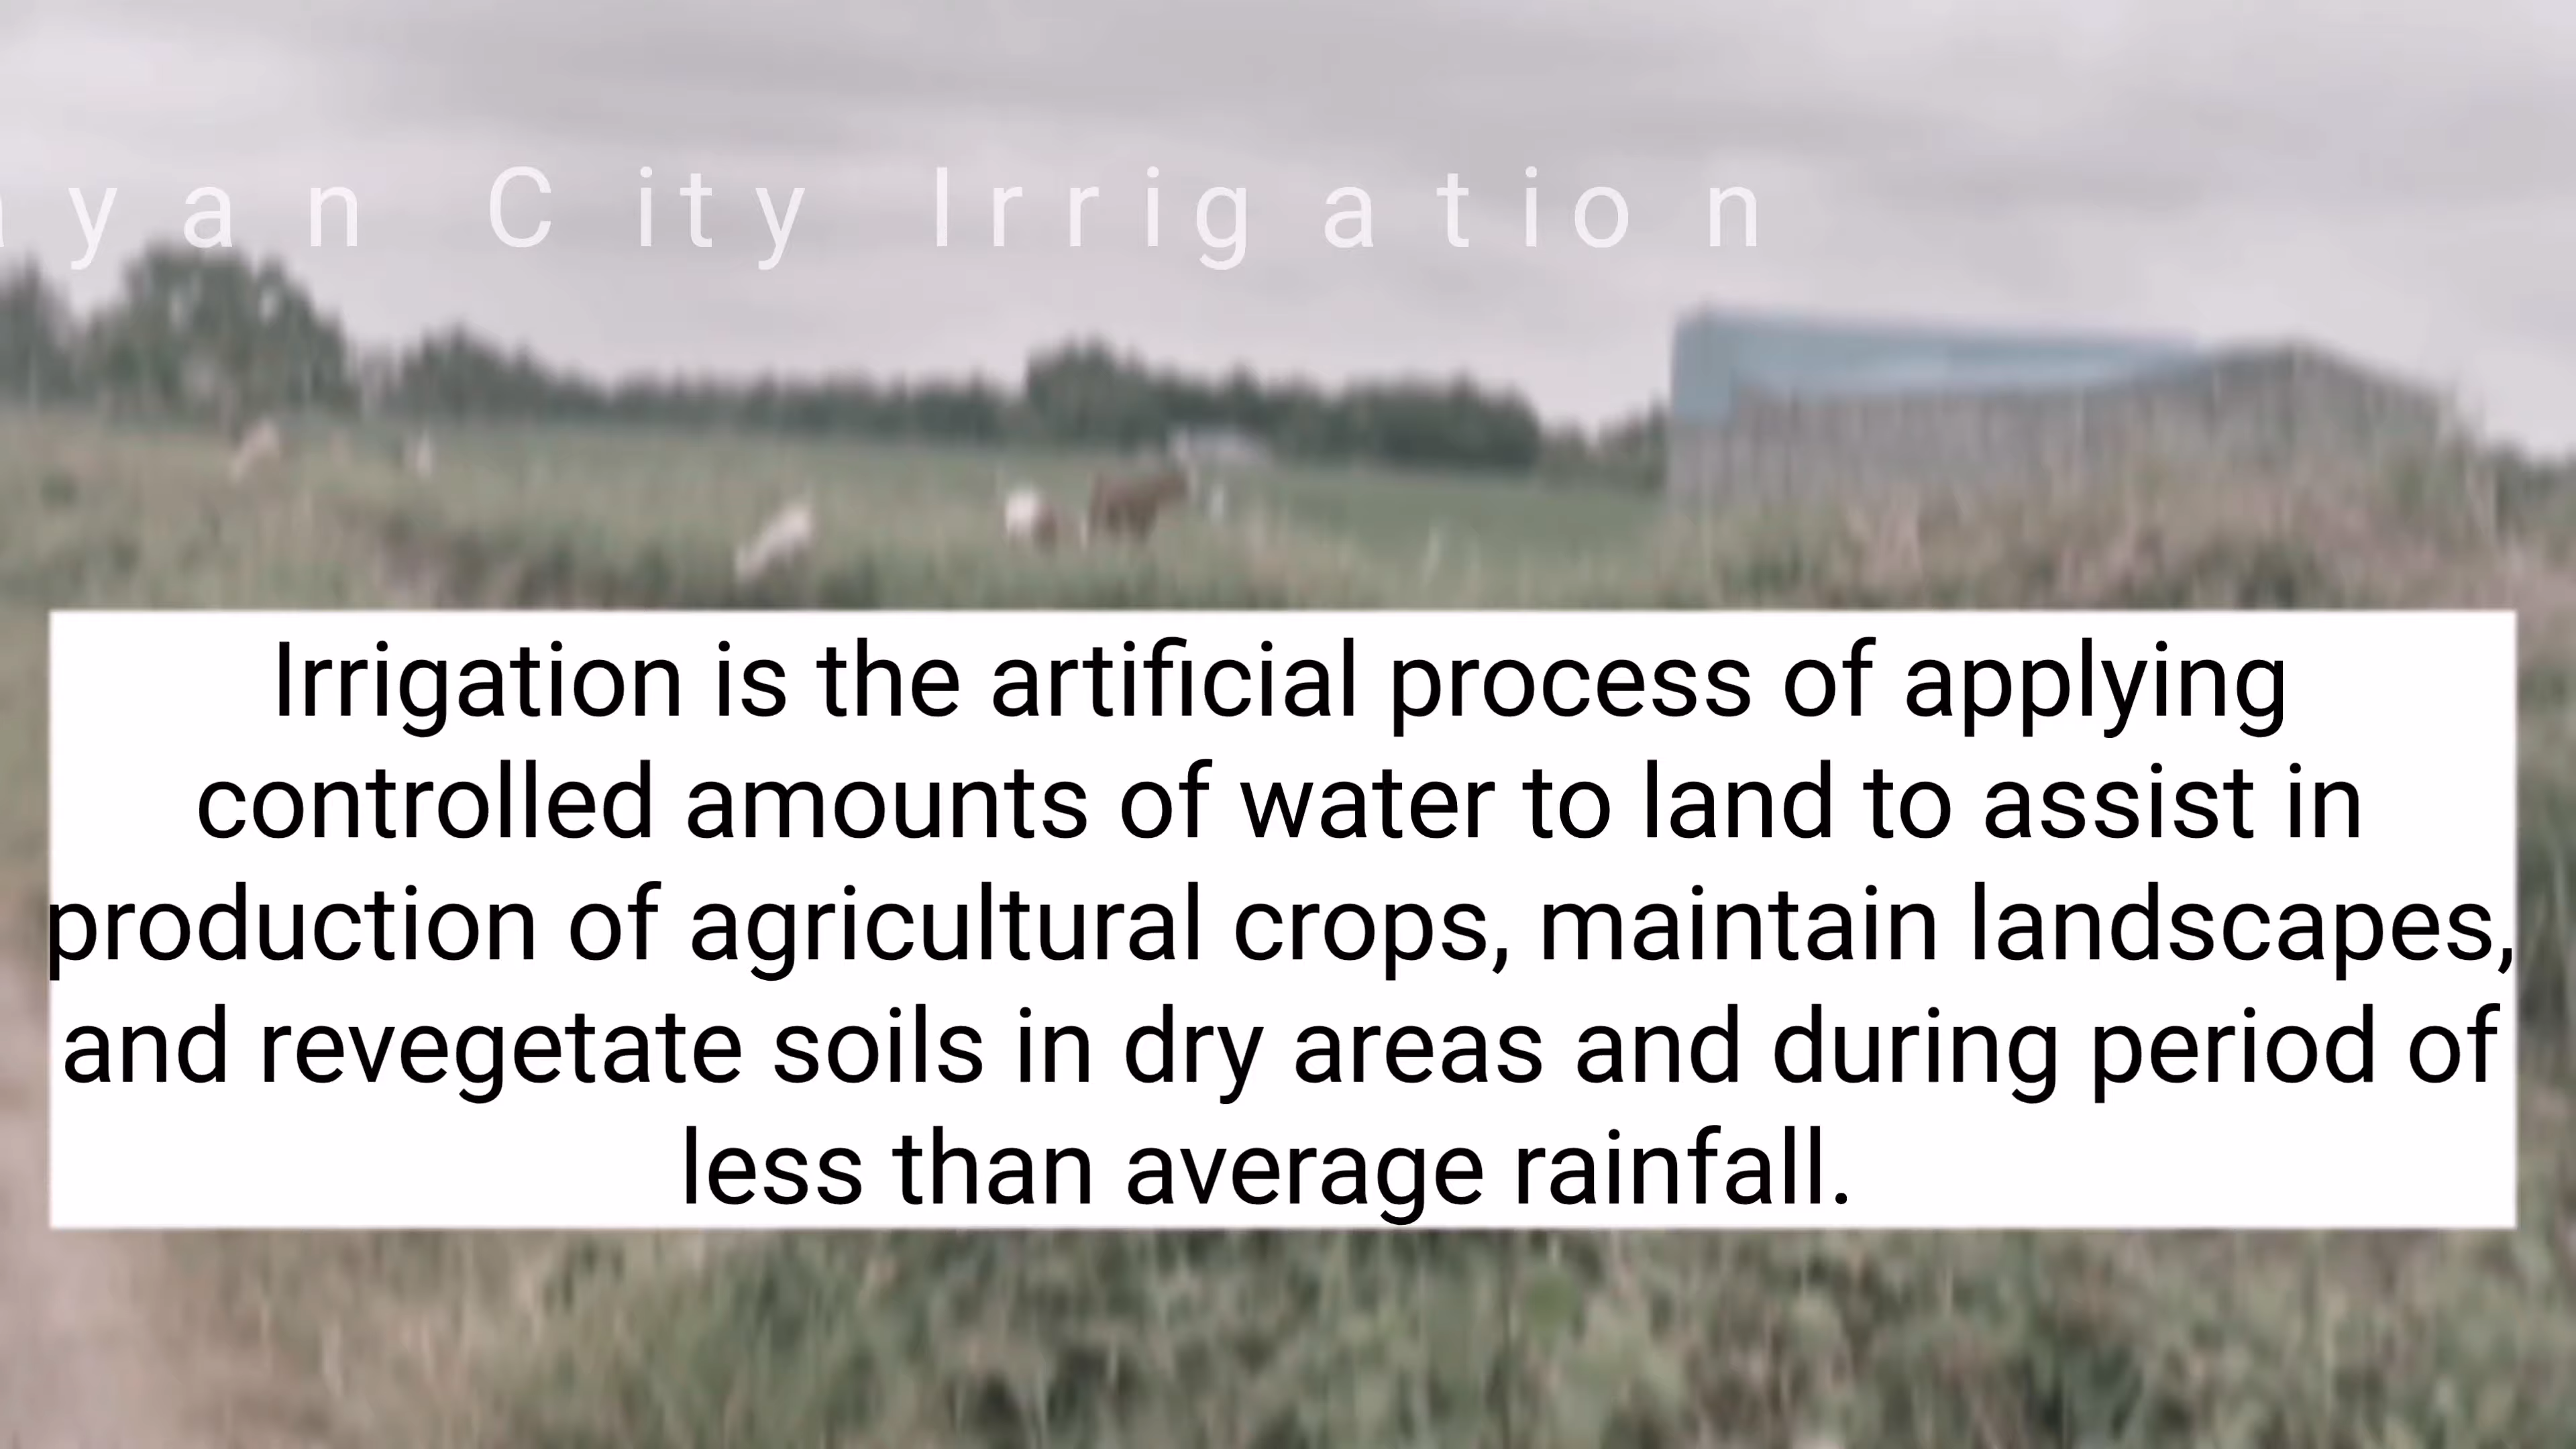 ayan City Irrigation
Irrigation is the artificial process of applying
controlled amounts of water to land to assist in
production of agricultural crops, maintain landscapes,
and revegetate soils in dry areas and during period of
less than average rainfall.